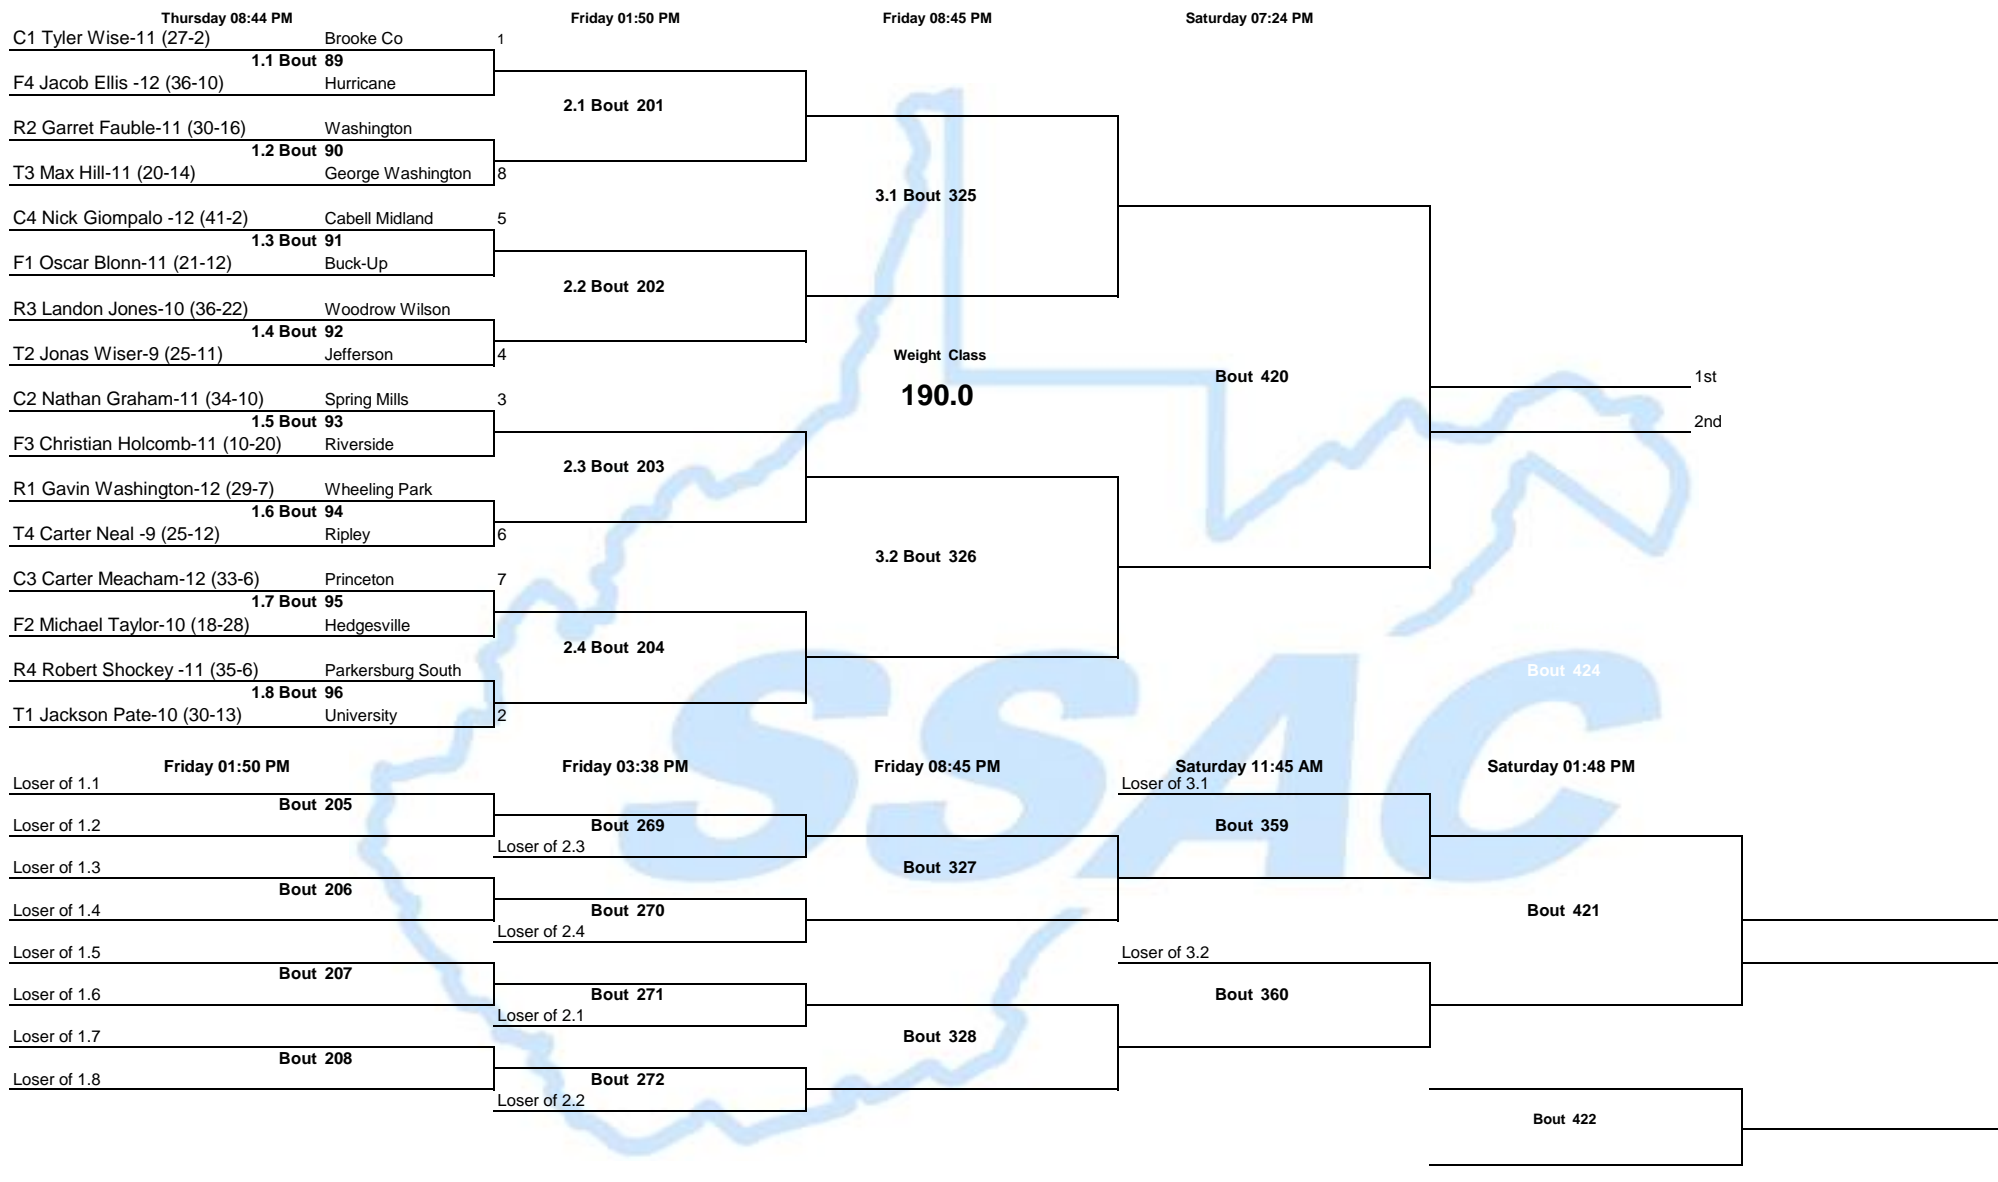 Thursday 08:44 PM Friday 01:50 PM Friday 08:45 PM Saturday 07:24 PM
C1 Tyler Wise-11 (27-2) Brooke Co 1
1.1 Bout 89
F4 Jacob Ellis -12 (36-10) Hurricane
2.1 Bout 201
R2 Garret Fauble-11 (30-16) Washington
1.2 Bout 90
T3 Max Hill-11 (20-14) George Washington 8
3.1 Bout 325
C4 Nick Giompalo -12 (41-2) Cabell Midland 5
1.3 Bout 91
F1 Oscar Blonn-11 (21-12) Buck-Up
2.2 Bout 202
R3 Landon Jones-10 (36-22) Woodrow Wilson
1.4 Bout 92
T2 Jonas Wiser-9 (25-11) Jefferson 4
Weight Class
Bout 420 1st
190.0
C2 Nathan Graham-11 (34-10) Spring Mills 3
1.5 Bout 93 2nd
F3 Christian Holcomb-11 (10-20) Riverside
2.3 Bout 203
R1 Gavin Washington-12 (29-7) Wheeling Park
1.6 Bout 94
T4 Carter Neal -9 (25-12) Ripley 6
3.2 Bout 326
C3 Carter Meacham-12 (33-6) Princeton 7
1.7 Bout 95
F2 Michael Taylor-10 (18-28) Hedgesville
2.4 Bout 204
R4 Robert Shockey -11 (35-6) Parkersburg South Bout 424
1.8 Bout 96
T1 Jackson Pate-10 (30-13) University 2
SSAC
Friday 01:50 PM Friday 03:38 PM Friday 08:45 PM Saturday 11:45 AM Saturday 01:48 PM
Loser of 1.1 Loser of 3.1
Bout 205
Loser of 1.2 Bout 269 Bout 359
Loser of 2.3
Loser of 1.3 Bout 327
Bout 206
Loser of 1.4 Bout 270 Bout 421
Loser of 2.4
Loser of 1.5 Loser of 3.2
Bout 207
Loser of 1.6 Bout 271 Bout 360
Loser of 2.1
Loser of 1.7 Bout 328
Bout 208
Loser of 1.8 Bout 272
Loser of 2.2
Bout 422